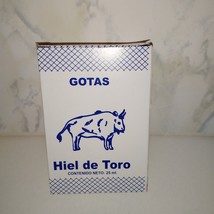 GOTAS
Hiel de Toro
CONTENIDO NETO: 25 ml.